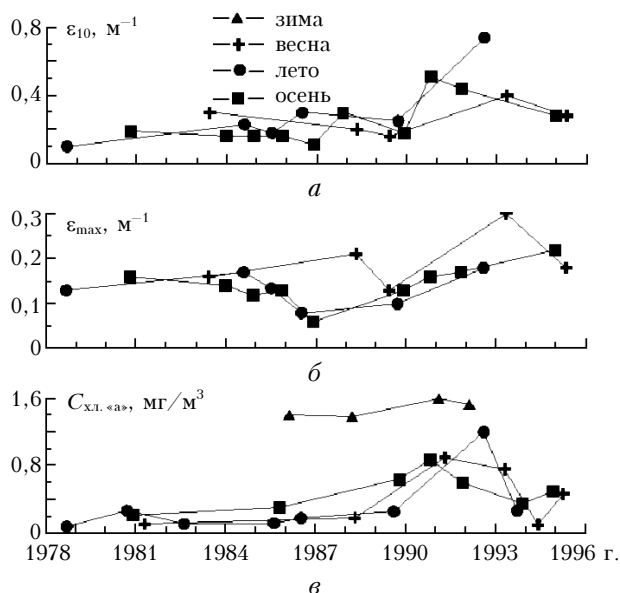 0,8
ε10, м−1
зима
весна
лето
осень
0,4
0
а
0,3
εmax, м−1
0,2
0,1
0
б
1,6
Cхл. «а», мг/м3
0,8
0
1978 1981 1984 1987 1990 1993 1996 г.
в